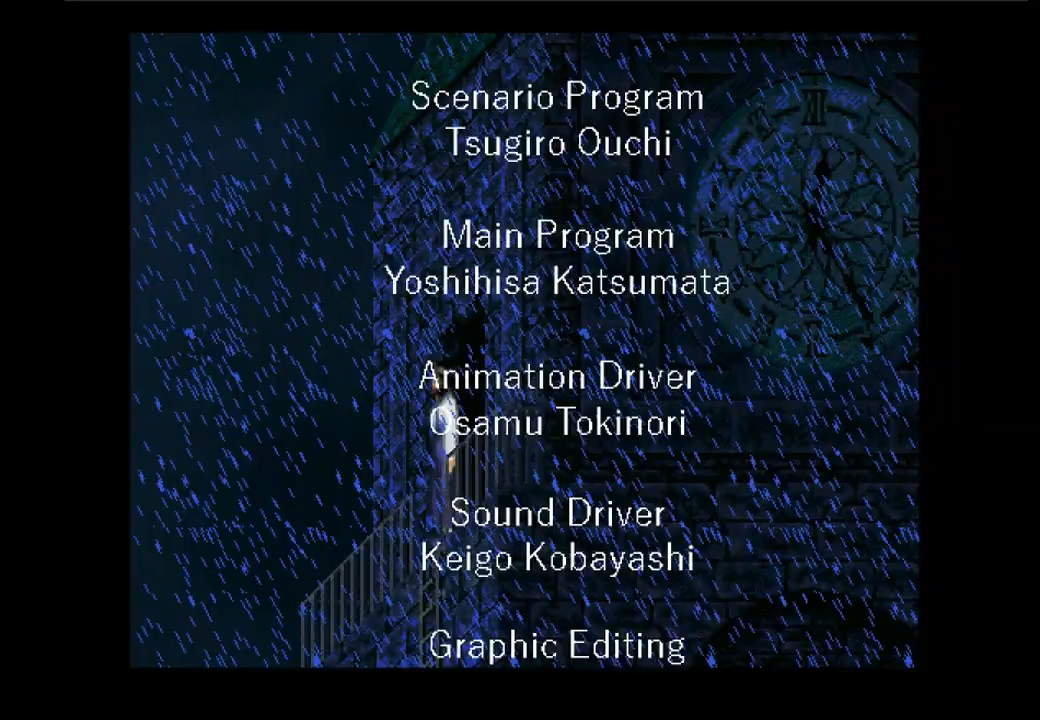 Scenario Program
Tsugiro Ouchi
Main Program
Yoshihisa Katsumata
Animation Driver
Osamu Tokinori
Sound Driver
Keigo Kobayashi
Graphic Editing